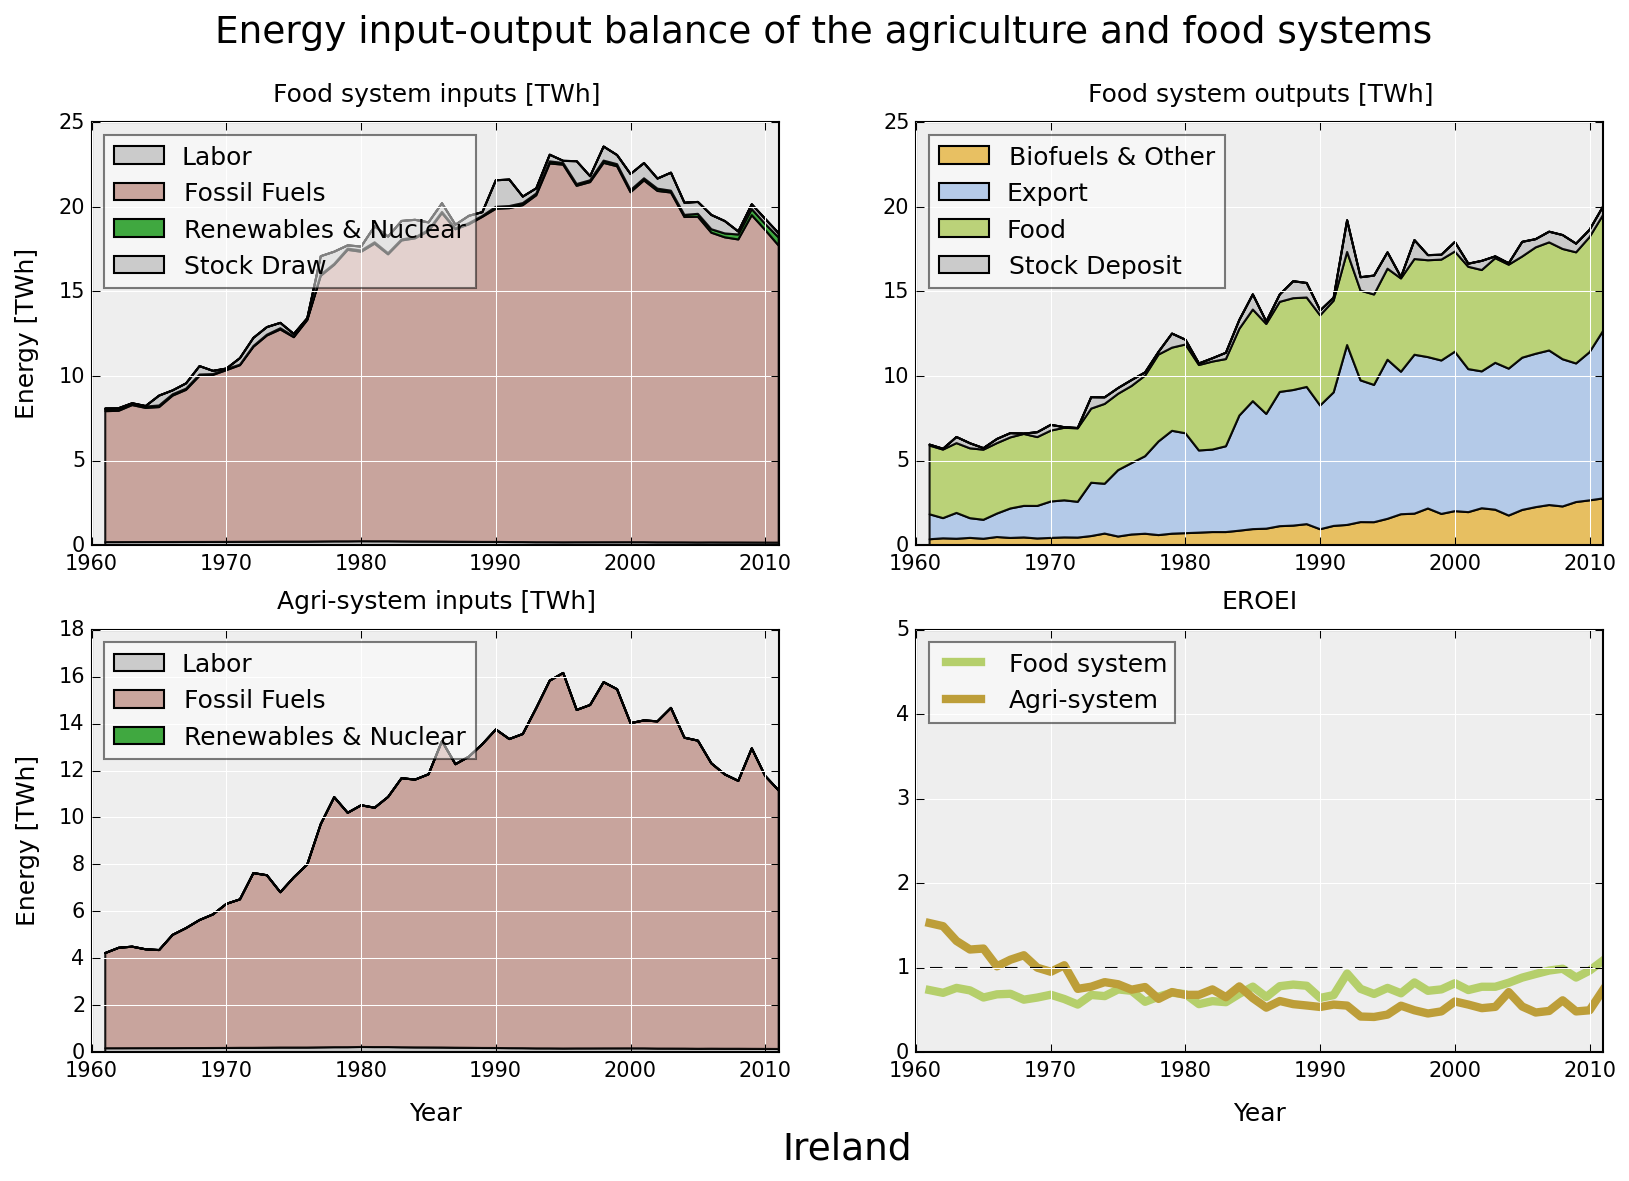 Energy input-output balance of the agriculture and food systems
Food system inputs [TWh]
Energy [TWh]
25
20
15
10
5
0
Labor
Fossil Fuels
Renewables & Nuclear
Stock Draw
1960 1970 1980 1990 2000 2010
Food system outputs [TWh]
25
20
15
10
5
0
Biofuels & Other
Export
Food
Stock Deposit
1960 1970 1980 1990 2000 2010
Agri-system inputs [TWh]
Energy [TWh]
18
16
14
12
10
8
6
4
2
0
Labor
Fossil Fuels
Renewables & Nuclear
1960 1970 1980 1990 2000 2010
Year
EROEI
5
4
3
2
1
0
Food system
Agri-system
1960 1970 1980 1990 2000 2010
Year
Ireland